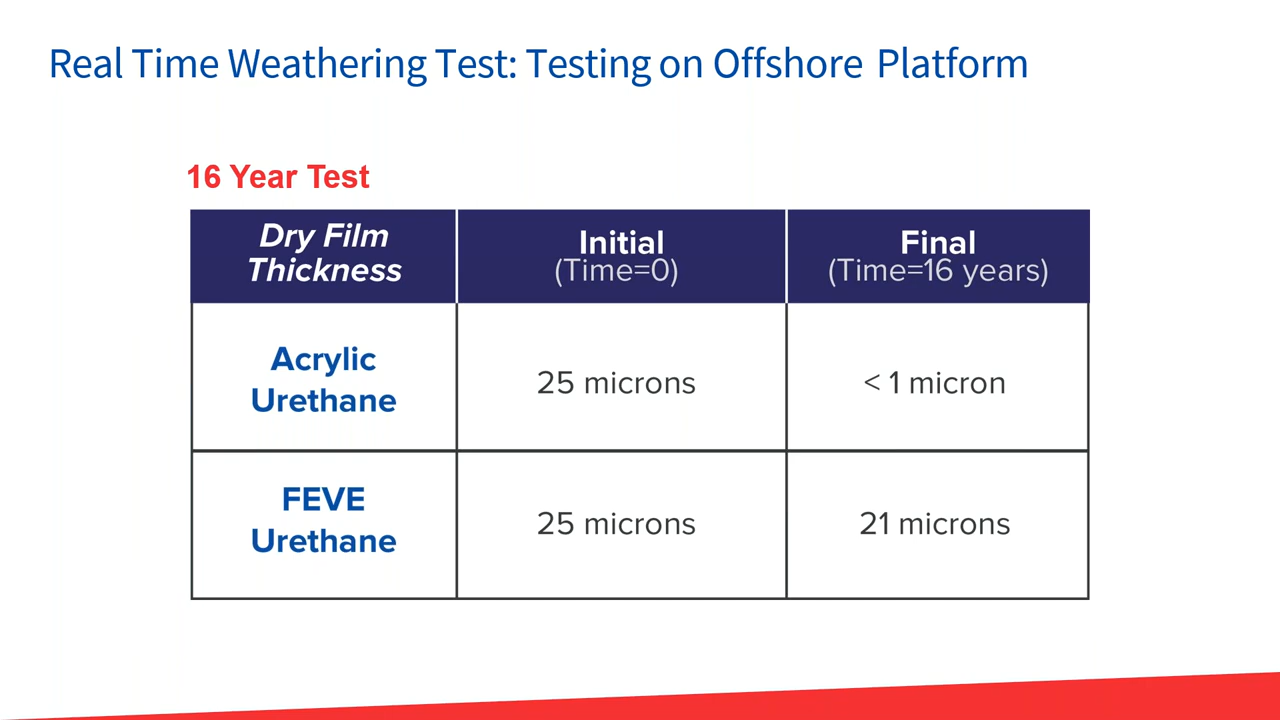 Real Time Weathering Test: Testing on Offshore Platform
16 Year Test
Dry Film
Thickness
Initial
(Time=0)
Final
(Time=16 years)
Acrylic
Urethane
25 microns
< 1 micron
FEVE
Urethane
25 microns
21 microns